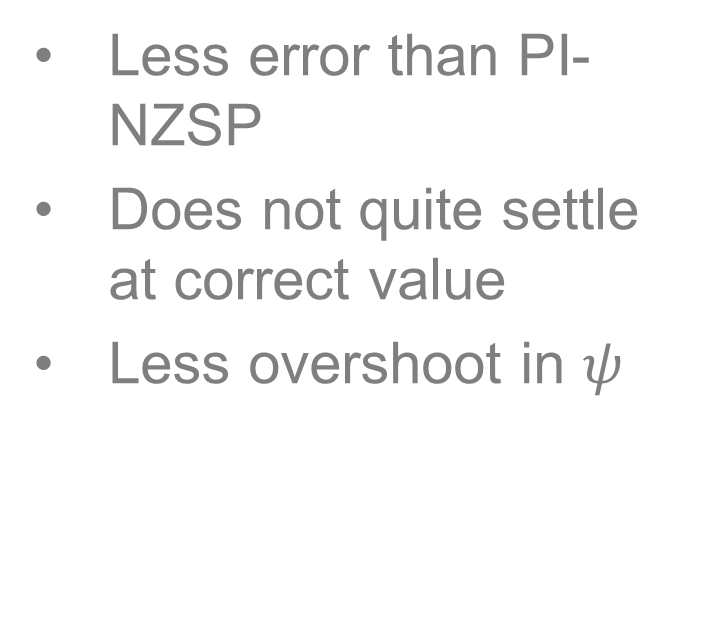 • Less error than PI-
NZSP
• Does not quite settle
at correct value
• Less overshoot in 𝜓